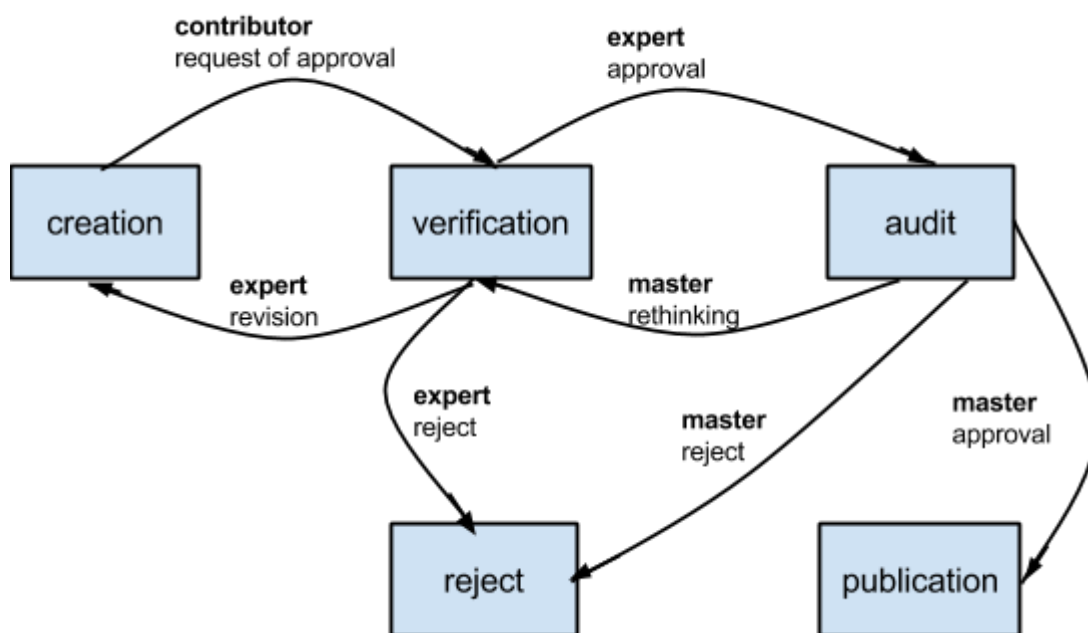 contributor
request of approval
expert
approval
creation
verification
audit
expert
revision
master
rethinking
expert
reject
master
reject
master
approval
reject
publication